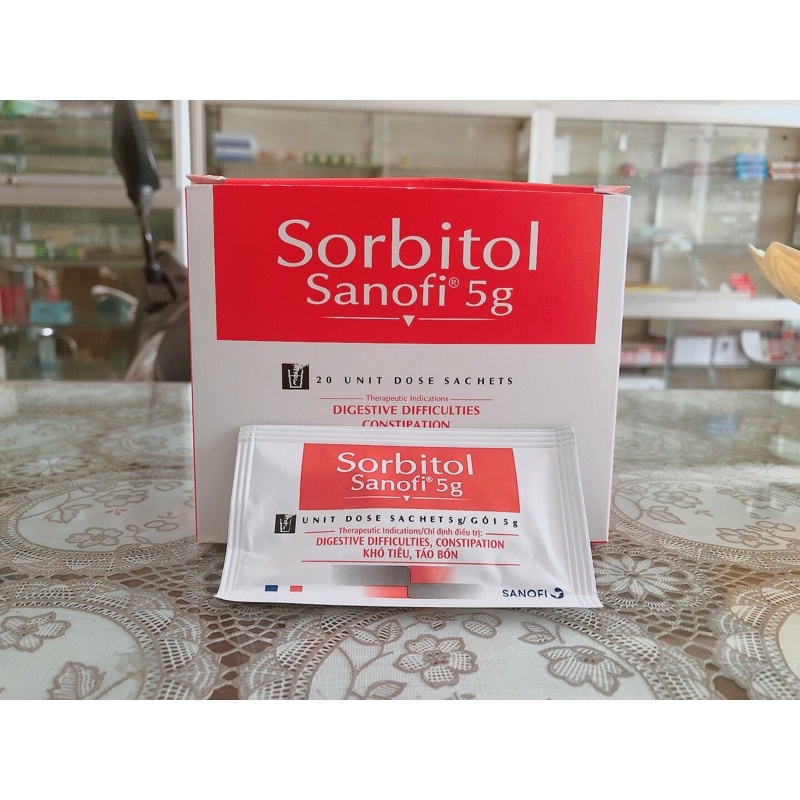 Sorbitol
Sanofi® 5g
20 UNIT DOSE SACHETS
Therapeutic Indications
DIGESTIVE DIFFICULTIES
CONSTIPATION
Sorbitol
Sanofi® 5g
UNIT DOSE SACHET 5g/GÓI 5g
Therapeutic Indications/Chỉ định điều trị:
DIGESTIVE DIFFICULTIES, CONSTIPATION
KHÓ TIÊU, TÁO BÓN
SANOFI